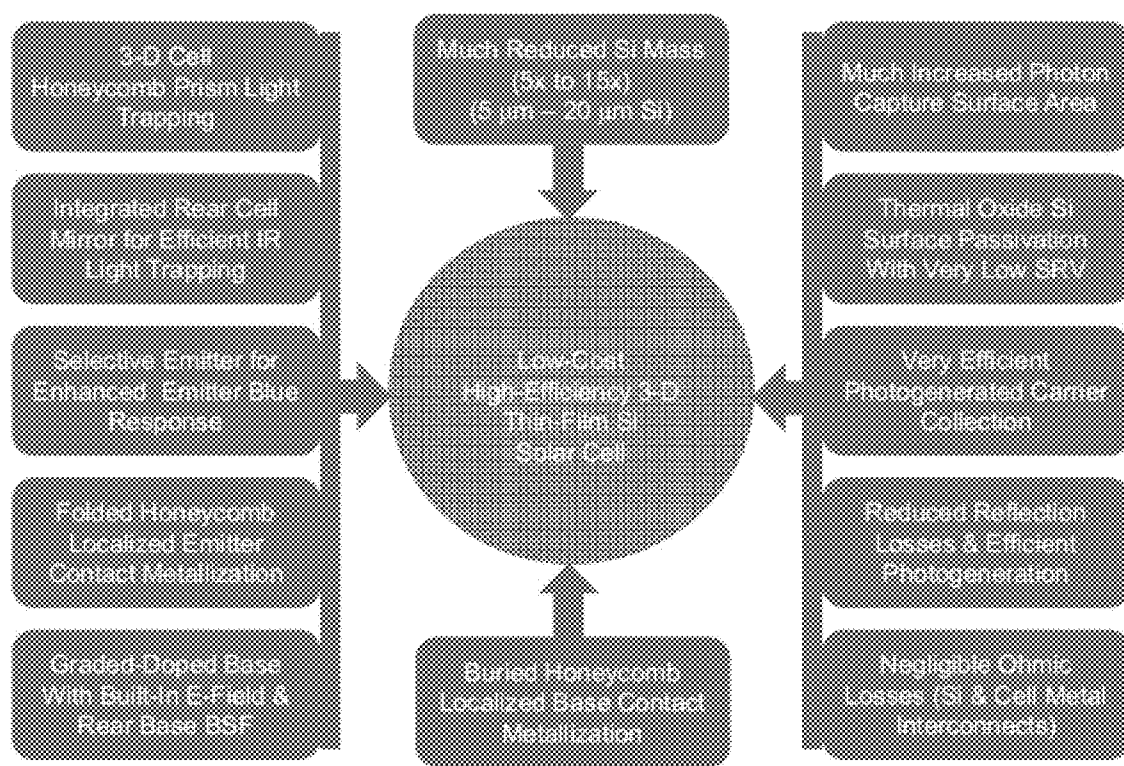 3-D Cell
Honeycomb Prism Light
Trapping
Integrated Rear Cell
Mirror for Efficient IR
Light Trapping
Selective Emitter for
Enhanced Emitter Blue
Response
Folded Honeycomb
Localized Emitter
Contact Metallization
Graded-Doped Base
With Built-In E-Field &
Rear Base BSF
Much Reduced Si Mass
(5x to 15x)
(5 μm – 20 μm Si)
Low-Cost
High-Efficiency 3-D
Thin-Film Si
Solar Cell
Buried Honeycomb
Localized Base Contact
Metallization
Much Increased Photon
Capture Surface Area
Thermal Oxide Si
Surface Passivation
With Very Low SRV
Very Efficient
Photogenerated Carrier
Collection
Reduced Reflection
Losses & Efficient
Photogeneration
Negligible Ohmic
Losses (Si & Cell Metal
Interconnects)